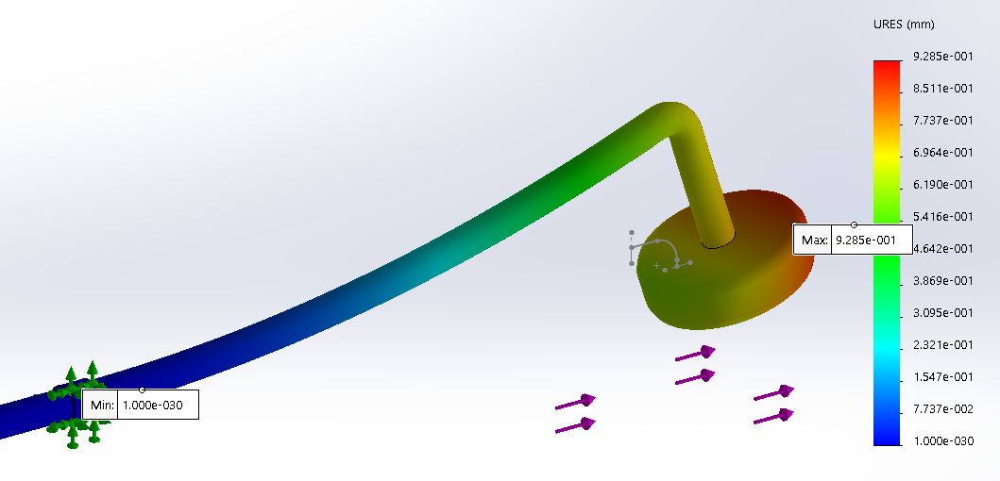 URES (mm)
9.285e-001
8.511e-001
7.737e-001
6.964e-001
6.190e-001
5.416e-001
Max: 9.285e-001
4.642e-001
3.869e-001
3.095e-001
2.321e-001
1.547e-001
7.737e-002
1.000e-030
Min: 1.000e-030